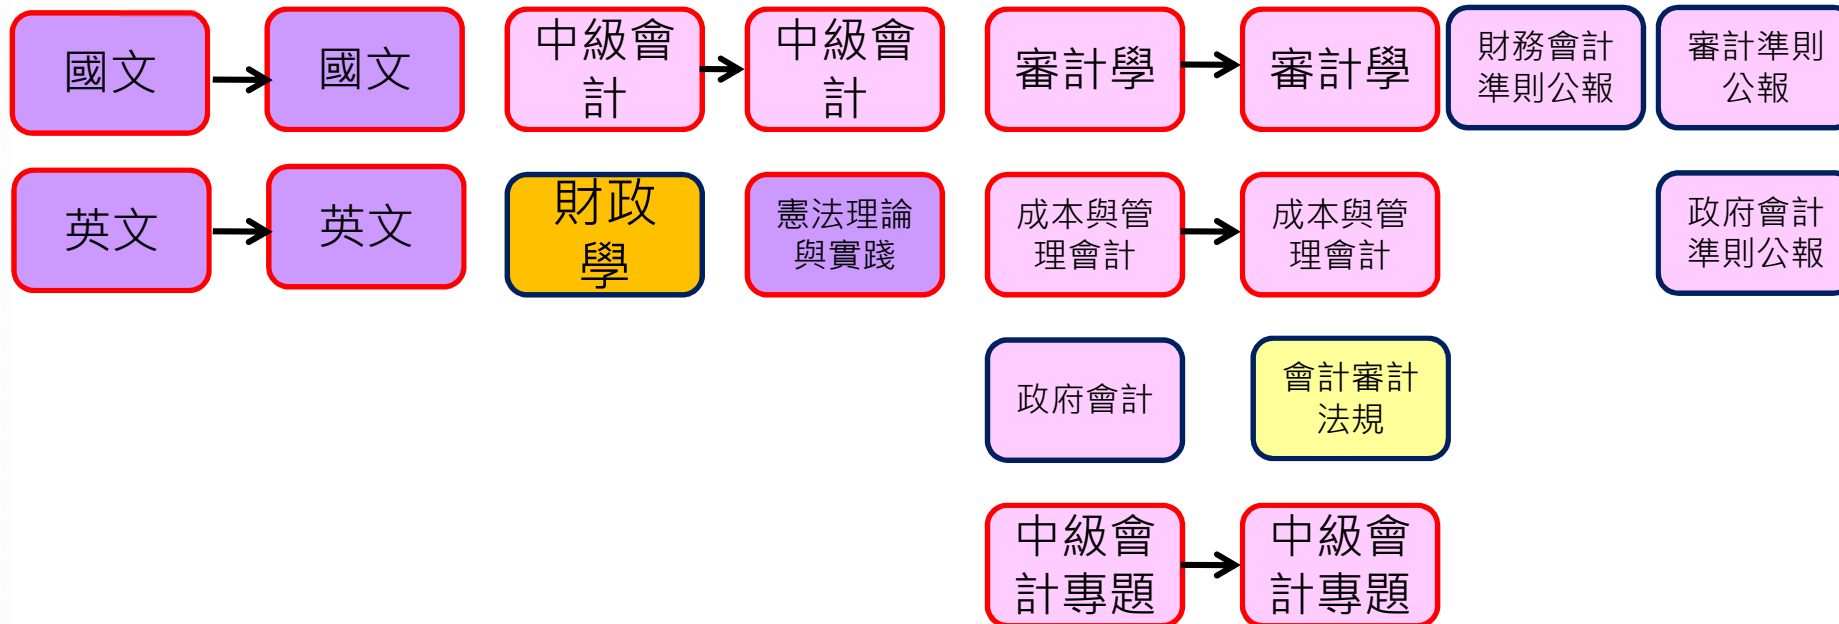 國文
國文
中級會
計
中級會
計
審計學
審計學
財務會計
準則公報
審計準則
公報
英文
英文
財政
學
憲法理論
與實踐
成本與管
理會計
成本與管
理會計
政府會計
準則公報
政府會計
會計審計
法規
中級會
計專題
中級會
計專題